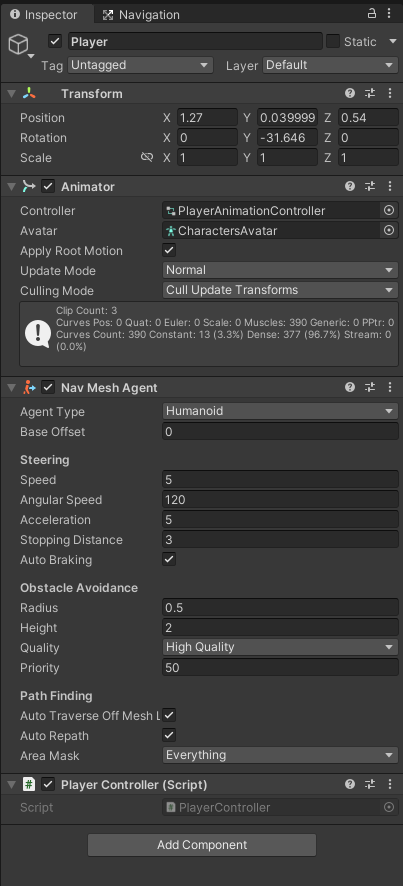 Inspector Navigation
Player Static
Tag Untagged Layer Default
Transform
Position X 1.27 Y 0.039999 Z 0.54
Rotation X 0 Y -31.646 Z 0
Scale X 1 Y 1 Z 1
Animator
Controller PlayerAnimationController
Avatar CharactersAvatar
Apply Root Motion
Update Mode Normal
Culling Mode Cull Update Transforms
Clip Count: 3
Curves Pos: 0 Quat: 0 Euler: 0 Scale: 0 Muscles: 390 Generic: 0 PPtr: 0
Curves Count: 390 Constant: 13 (3.3%) Dense: 377 (96.7%) Stream: 0
(0.0%)
Nav Mesh Agent
Agent Type Humanoid
Base Offset 0
Steering
Speed 5
Angular Speed 120
Acceleration 5
Stopping Distance 3
Auto Braking
Obstacle Avoidance
Radius 0.5
Height 2
Quality High Quality
Priority 50
Path Finding
Auto Traverse Off Mesh L
Auto Repath
Area Mask Everything
# Player Controller (Script)
Script # PlayerController
Add Component